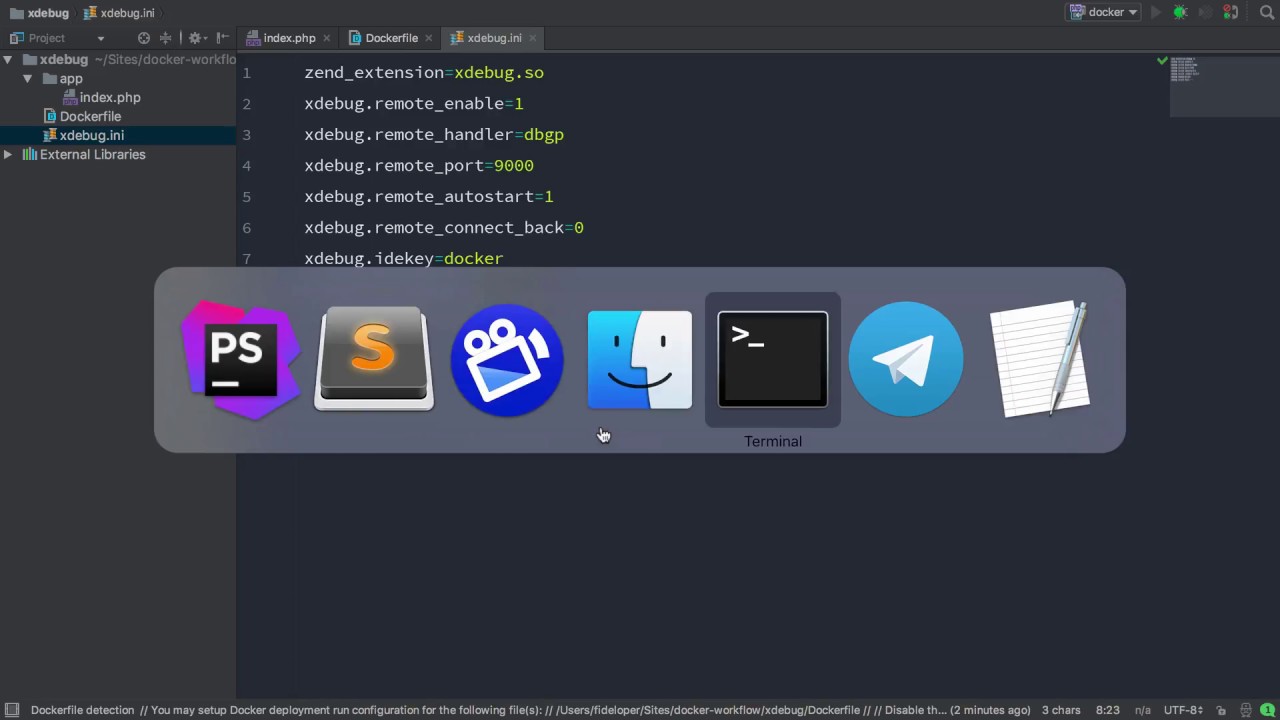 xdebug xdebug.ini docker
Project index.php Dockerfile xdebug.ini
xdebug ~/Sites/docker-workflo
app
index.php
Dockerfile
xdebug.ini
External Libraries
1 zend_extension=xdebug.so
2 xdebug.remote_enable=1
3 xdebug.remote_handler=dbgp
4 xdebug.remote_port=9000
5 xdebug.remote_autostart=1
6 xdebug.remote_connect_back=0
7 xdebug.idekey=docker
PS S >_
Terminal
Dockerfile detection // You may setup Docker deployment run configuration for the following file(s): // /Users/fideloper/Sites/docker-workflow/xdebug/Dockerfile // // Disable th... (2 minutes ago) 3 chars 8:23 n/a UTF-8 1